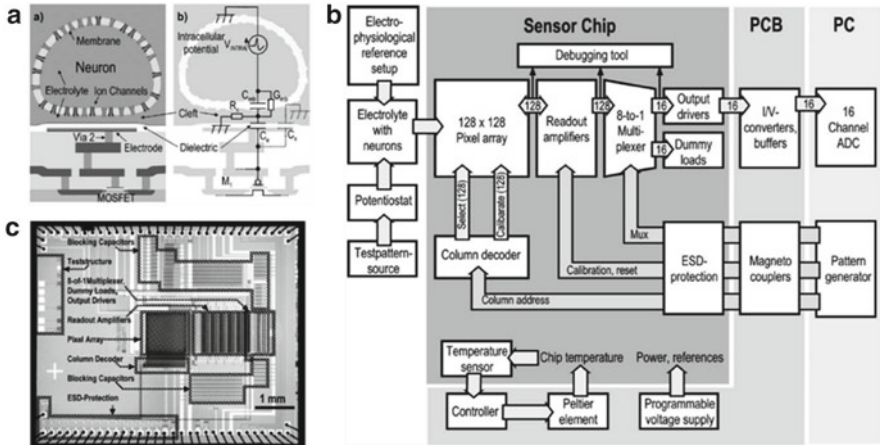 a
a)
Membrane
Neuron
Electrolyte
Ion Channels
Cleft
Via 2
Electrode
Dielectric
MOSFET
b)
Intracellular
potential
V INTRA
R J
M 1
c
Blocking Capacitors
Teststructure
8-of-1Multiplexer,
Dummy Loads,
Output Drivers
Readout Amplifiers
Pixel Array
Column Decoder
Blocking Capacitors
ESD-Protection
1 mm
b
Sensor Chip
PCB
PC
Electro-
physiological
reference
setup
Electrolyte
with
neurons
Potentiostat
Testpattern-
source
Debugging tool
128 x 128
Pixel array
128
Readout
amplifiers
128
8-to-1
Multi-
plexer
16
Output
drivers
16
Dummy
loads
16
I/V-
converters,
buffers
16
16
Channel
ADC
Select (128)
Calibarate (128)
Column decoder
Mux
Calibration, reset
Column address
ESD-
protection
Magneto
couplers
Pattern
generator
Temperature
sensor
Chip temperature
Power, references
Controller
Peltier
element
Programmable
voltage supply